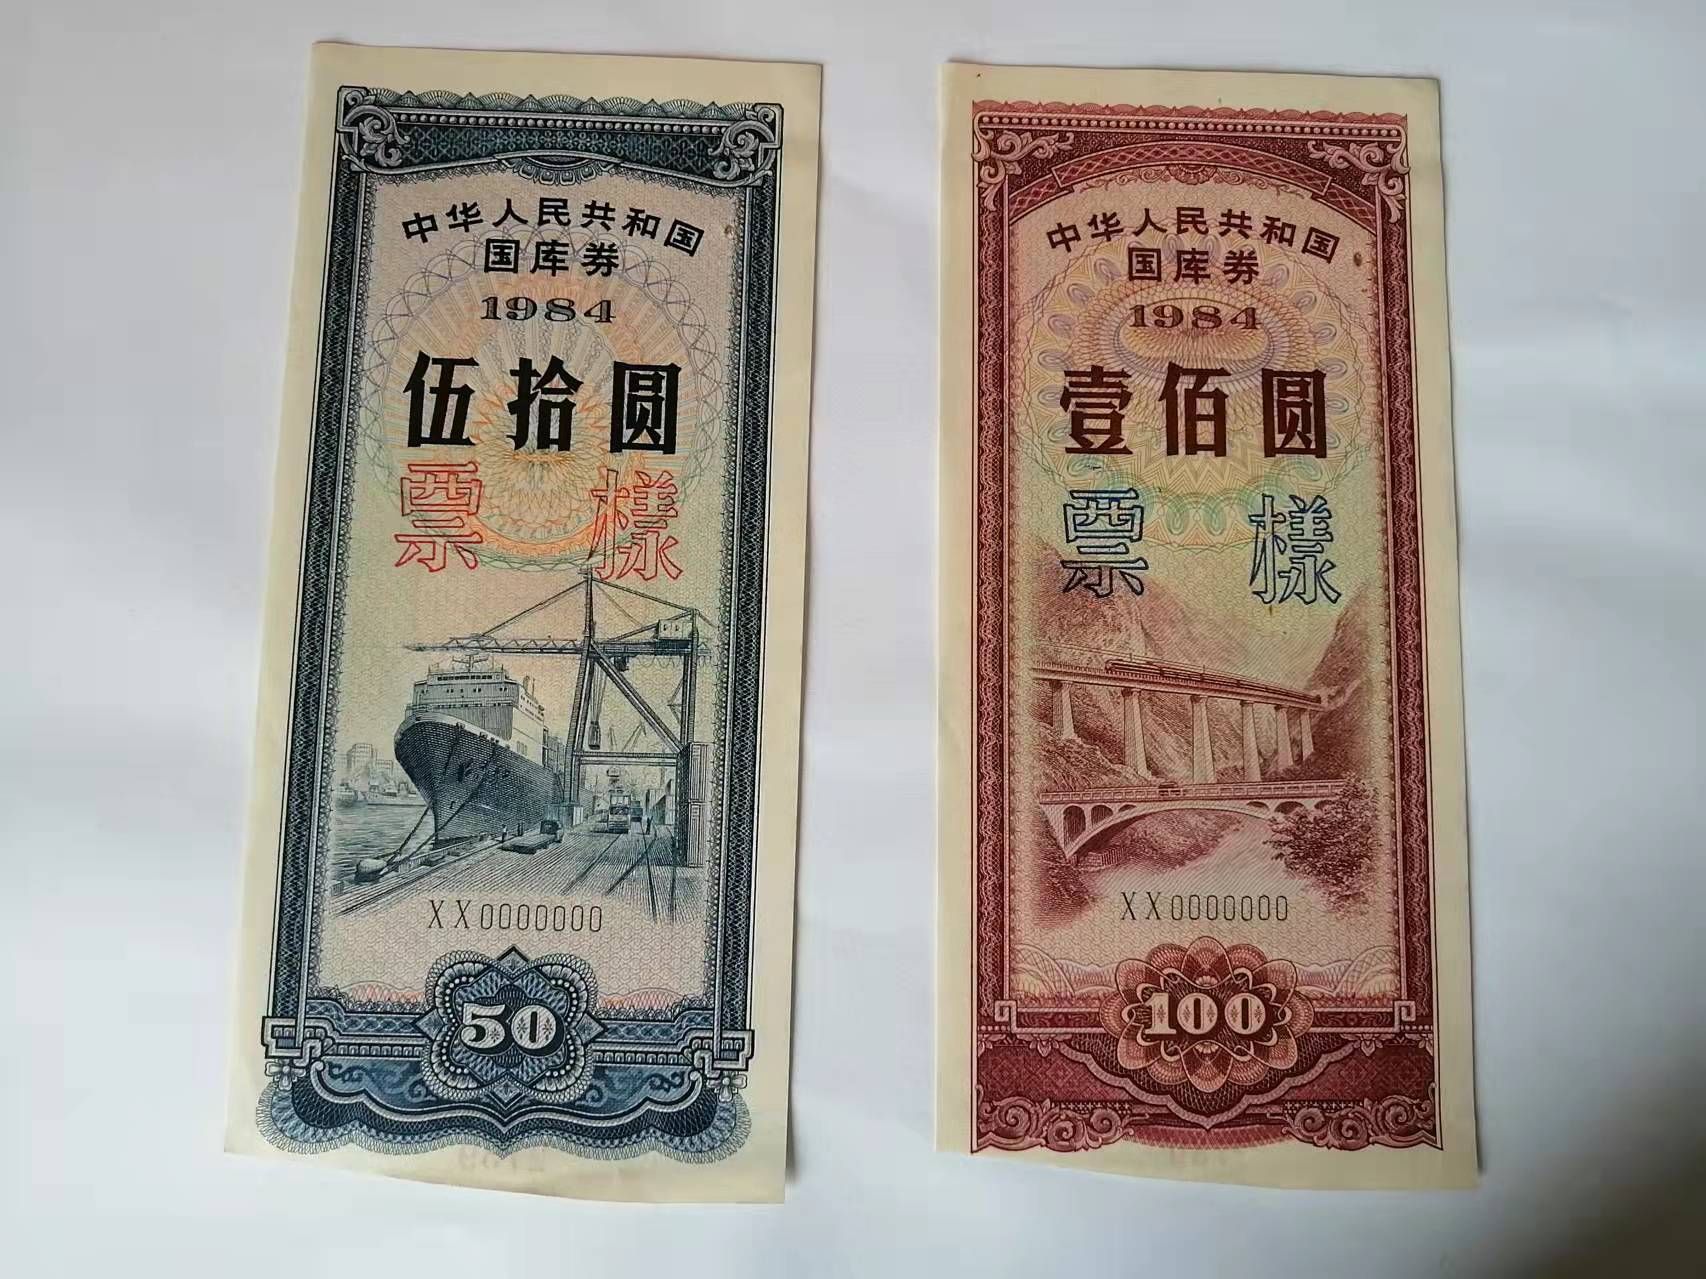 中华人民共和国
国库券
1984
伍拾圆
票樣
XX0000000
50
中华人民共和国
国库券
1984
壹佰圆
票樣
XX0000000
100